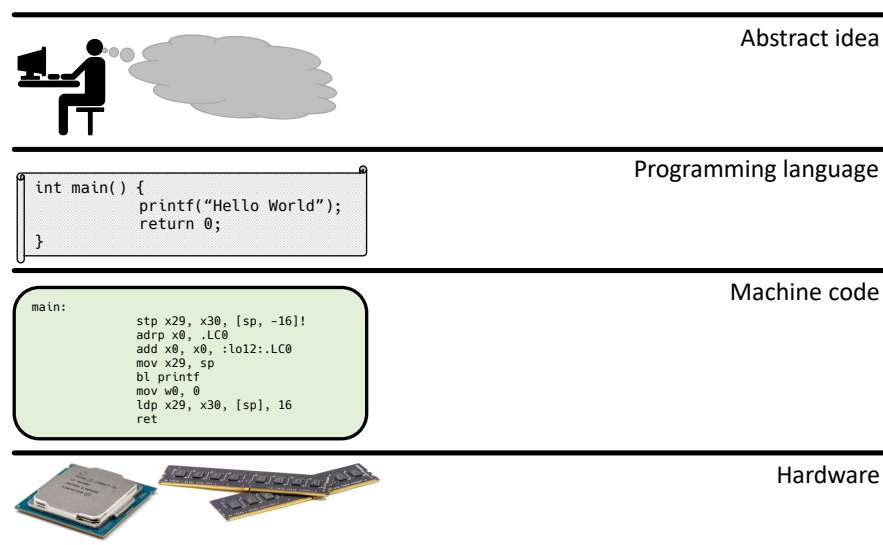 Abstract idea
Programming language
int main() {
printf(“Hello World”);
return 0;
}
Machine code
main:
stp x29, x30, [sp, -16]!
adrp x0, .LC0
add x0, x0, :lo12:.LC0
mov x29, sp
bl printf
mov w0, 0
ldp x29, x30, [sp], 16
ret
Hardware